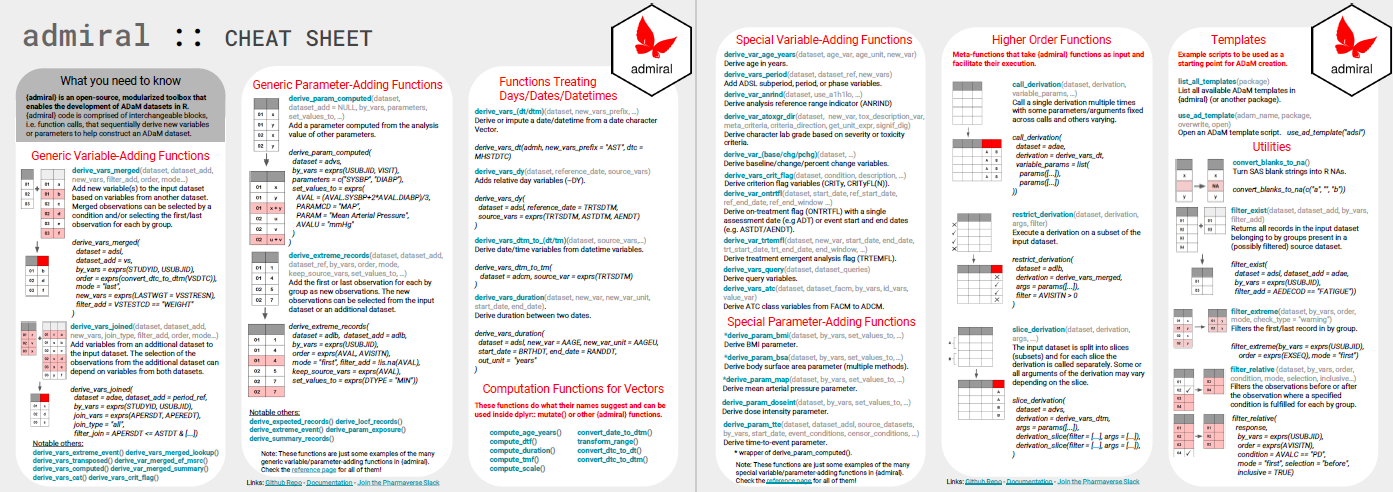 admiral :: CHEAT SHEET
admiral
What you need to know
{admiral} is an open-source, modularized toolbox that
enables the development of ADaM datasets in R.
{admiral} code is comprised of interchangeable blocks,
i.e. function calls, that sequentially derive new variables
or parameters to help construct an ADaM dataset.
Generic Variable-Adding Functions
derive_vars_merged(dataset, dataset_add,
new_vars, filter_add, order, mode...)
Add new variable(s) to the input dataset
based on variables from another dataset.
Merged observations can be selected by a
condition and/or selecting the first/last
observation for each by group.
derive_vars_merged(
dataset = adsl,
dataset_add = vs,
by_vars = exprs(STUDYID, USUBJID),
order = exprs(convert_dtc_to_dtm(VSDTC)),
mode = "last",
new_vars = exprs(LASTWGT = VSSTRESN),
filter_add = VSTESTCD == "WEIGHT"
)
derive_vars_joined(dataset, dataset_add,
new_vars, join_type, filter_add, order, mode...)
Add variables from an additional dataset to
the input dataset. The selection of the
observations from the additional dataset can
depend on variables from both datasets.
derive_vars_joined(
dataset = adae, dataset_add = period_ref,
by_vars = exprs(STUDYID, USUBJID),
join_vars = exprs(APERSDT, APEREDT),
join_type = "all",
filter_join = APERSDT <= ASTDT & [...])
Notable others:
derive_vars_extreme_event() derive_vars_merged_lookup()
derive_vars_transposed() derive_var_merged_ef_msrc()
derive_vars_computed() derive_var_merged_summary()
derive_vars_cat() derive_vars_crit_flag()
Generic Parameter-Adding Functions
derive_param_computed(dataset,
dataset_add = NULL, by_vars, parameters,
set_values_to, ...)
Add a parameter computed from the analysis
value of other parameters.
derive_param_computed(
dataset = advs,
by_vars = exprs(USUBJID, VISIT),
parameters = c("SYSBP", "DIABP"),
set_values_to = exprs(
AVAL = (AVAL.SYSBP+2*AVAL.DIABP)/3,
PARAMCD = "MAP",
PARAM = "Mean Arterial Pressure",
AVALU = "mmHg"
)
)
derive_extreme_records(dataset, dataset_add,
dataset_ref, by_vars, order, mode,
keep_source_vars, set_values_to, ...)
Add the first or last observation for each by
group as new observations. The new
observations can be selected from the input
dataset or an additional dataset.
derive_extreme_records(
dataset = adlb, dataset_add = adlb,
by_vars = exprs(USUBJID),
order = exprs(AVAL, AVISITN),
mode = "first", filter_add = !is.na(AVAL),
keep_source_vars = exprs(AVAL),
set_values_to = exprs(DTYPE = "MIN"))
Notable others:
derive_expected_records() derive_locf_records()
derive_extreme_event() derive_param_exposure()
derive_summary_records()
Note: These functions are just some examples of the many
generic variable/parameter-adding functions in {admiral}.
Check the reference page for all of them!
Links: Github Repo - Documentation - Join the Pharmaverse Slack
Functions Treating
Days/Dates/Datetimes
derive_vars_(dt/dtm)(dataset, new_vars_prefix, ...)
Derive or impute a date/datetime from a date character
Vector.
derive_vars_dt(admh, new_vars_prefix = "AST", dtc =
MHSTDTC)
derive_vars_dy(dataset, reference_date, source_vars)
Adds relative day variables (--DY).
derive_vars_dy(
dataset = adsl, reference_date = TRTSDTM,
source_vars = exprs(TRTSDTM, ASTDTM, AENDT)
)
derive_vars_dtm_to_(dt/tm)(dataset, source_vars,...)
Derive date/time variables from datetime variables.
derive_vars_dtm_to_tm(
dataset = adcm, source_var = exprs(TRTSDTM)
)
derive_vars_duration(dataset, new_var, new_var_unit,
start_date, end_date).
Derive duration between two dates.
derive_vars_duration(
dataset = adsl, new_var = AAGE, new_var_unit = AAGEU,
start_date = BRTHDT, end_date = RANDDT,
out_unit = "years"
)
Computation Functions for Vectors
These functions do what their names suggest and can be
used inside dplyr:: mutate() or other {admiral} functions.
compute_age_years() convert_date_to_dtm()
compute_dtf() transform_range()
compute_duration() convert_dtc_to_dt()
compute_tmf() convert_dtc_to_dtm()
compute_scale()
Special Variable-Adding Functions
derive_var_age_years(dataset, age_var, age_unit, new_var)
Derive age in years.
derive_vars_period(dataset, dataset_ref, new_vars)
Add ADSL subperiod, period, or phase variables.
derive_var_anrind(dataset, use_a1hi1lo, ...)
Derive analysis reference range indicator (ANRIND)
derive_var_atoxgr_dir(dataset, new_var, tox_description_var,
meta_criteria, criteria_direction, get_unit_expr, signif_dig)
Derive character lab grade based on severity or toxicity
criteria.
derive_var_(base/chg/pchg)(dataset, ...)
Derive baseline/change/percent change variables.
derive_vars_crit_flag(dataset, condition, description, ...)
Derive criterion flag variables (CRITy, CRITyFL(N)).
derive_var_ontrtfl(dataset, new_var, start_date, ref_start_date,
ref_end_date, ref_end_window, ...)
Derive on-treatment flag (ONTRTFL) with a single
assessment date (e.g ADT) or event start and end dates
(e.g. ASTDT/AENDT).
derive_var_trtemfl(dataset, new_var, start_date, end_date,
trt_start_date, trt_end_date, end_window, ...)
Derive treatment emergent analysis flag (TRTEMFL).
derive_vars_query(dataset, dataset_queries)
Derive query variables.
derive_vars_atc(dataset, dataset_facm, by_vars, id_vars,
value_var)
Derive ATC class variables from FACM to ADCM.
Special Parameter-Adding Functions
*derive_param_bmi(dataset, by_vars, set_values_to, ...)
Derive BMI parameter.
*derive_param_bsa(dataset, by_vars, set_values_to, ...)
Derive body surface area parameter (multiple methods).
*derive_param_map(dataset, by_vars, set_values_to, ...)
Derive mean arterial pressure parameter.
derive_param_doseint(dataset, by_vars, set_values_to, ...)
Derive dose intensity parameter.
derive_param_tte(dataset, dataset_adsl, source_datasets,
by_vars, start_date, event_conditions, censor_conditions, ...)
Derive time-to-event parameter.
* wrapper of derive_param_computed().
Note: These functions are just some examples of the many
special variable/parameter-adding functions in {admiral}.
Check the reference page for all of them!
Higher Order Functions
Meta-functions that take {admiral} functions as input and
facilitate their execution.
call_derivation(dataset, derivation,
variable_params, ...)
Call a single derivation multiple times
with some parameters/arguments fixed
across calls and others varying.
call_derivation(
dataset = adae,
derivation = derive_vars_dt,
variable_params = list(
params([...]),
params([...])
)
)
restrict_derivation(dataset, derivation,
args, filter)
Execute a derivation on a subset of the
input dataset.
restrict_derivation(
dataset = adlb,
derivation = derive_vars_merged,
args = params([...]),
filter = AVISITN > 0
)
slice_derivation(dataset, derivation,
args, ...)
The input dataset is split into slices
(subsets) and for each slice the
derivation is called separately. Some or
all arguments of the derivation may vary
depending on the slice.
slice_derivation(
dataset = advs,
derivation = derive_vars_dtm,
args = params([...]),
derivation_slice(filter = [...], args = [...]),
derivation_slice(filter = [...], args = [...])
)
Links: Github Repo - Documentation - Join the Pharmaverse Slack
Templates
admiral
Example scripts to be used as a
starting point for ADaM creation.
list_all_templates(package)
List all available ADaM templates in
{admiral} (or another package).
use_ad_template(adam_name, package,
overwrite, open)
Open an ADaM template script. use_ad_template("adsl")
Utilities
convert_blanks_to_na()
Turn SAS blank strings into R NAs.
convert_blanks_to_na(c("a", "", "b"))
filter_exist(dataset, dataset_add, by_vars,
filter_add)
Returns all records in the input dataset
belonging to by groups present in a
(possibly filtered) source dataset.
filter_exist(
dataset = adsl, dataset_add = adae,
by_vars = exprs(USUBJID),
filter_add = AEDECOD == "FATIGUE"))
filter_extreme(dataset, by_vars, order,
mode, check_type = "warning")
Filters the first/last record in by group.
filter_extreme(by_vars = exprs(USUBJID),
order = exprs(EXSEQ), mode = "first")
filter_relative (dataset, by_vars, order,
condition, mode, selection, inclusive...)
Filters the observations before or after
the observation where a specified
condition is fulfilled for each by group.
filter_relative(
response,
by_vars = exprs(USUBJID),
order = exprs(AVISITN),
condition = AVALC == "PD",
mode = "first", selection = "before",
inclusive = TRUE)